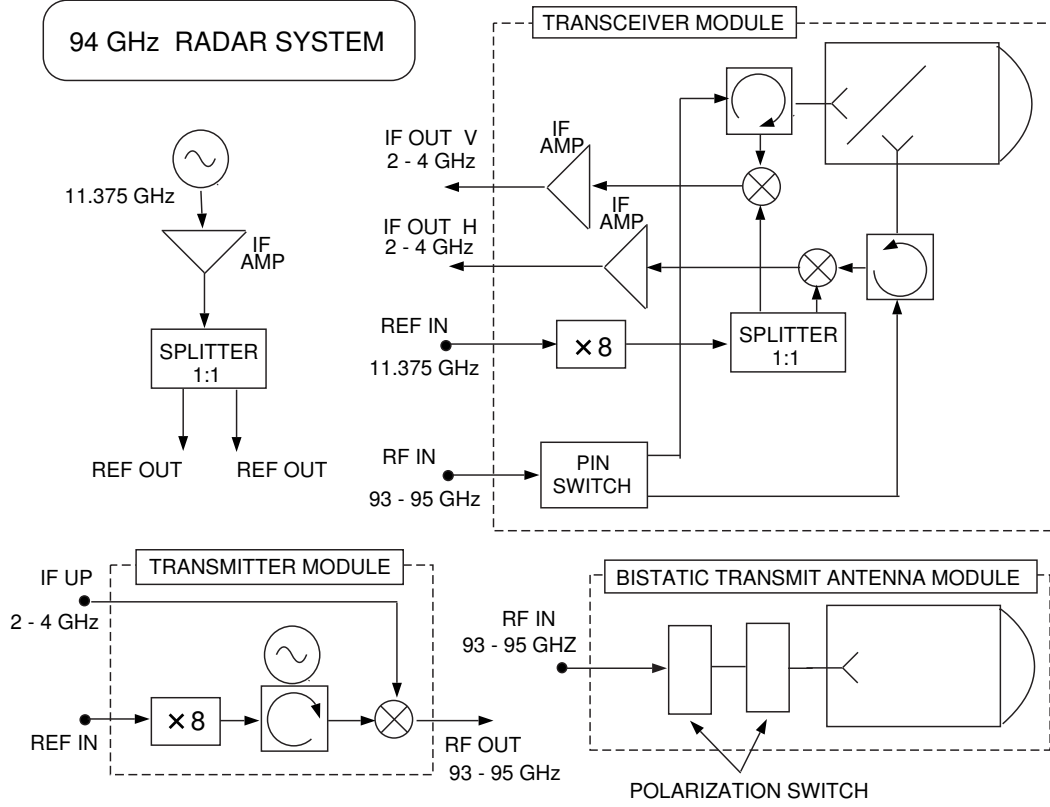 94 GHz RADAR SYSTEM
TRANSCEIVER MODULE
11.375 GHz
IF
AMP
SPLITTER
1:1
REF OUT
REF OUT
IF OUT V
2 - 4 GHz
IF
AMP
IF OUT H
2 - 4 GHz
IF
AMP
REF IN
11.375 GHz
× 8
SPLITTER
1:1
RF IN
93 - 95 GHz
PIN
SWITCH
TRANSMITTER MODULE
IF UP
2 - 4 GHz
REF IN
× 8
RF OUT
93 - 95 GHz
BISTATIC TRANSMIT ANTENNA MODULE
RF IN
93 - 95 GHZ
POLARIZATION SWITCH